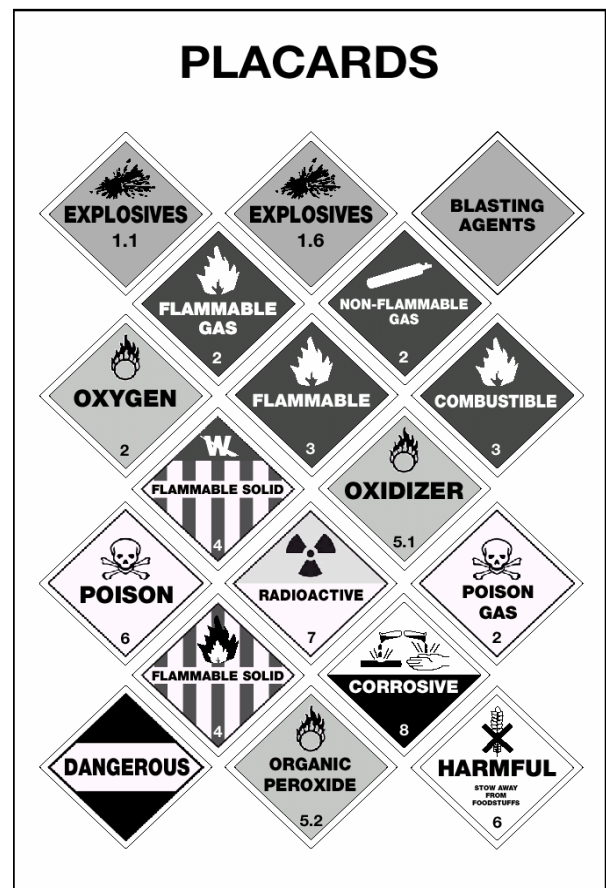 PLACARDS
EXPLOSIVES
1.1
EXPLOSIVES
1.6
BLASTING
AGENTS
FLAMMABLE
GAS
2
NON-FLAMMABLE
GAS
2
OXYGEN
2
FLAMMABLE
3
COMBUSTIBLE
3
W
FLAMMABLE SOLID
4
OXIDIZER
5.1
POISON
6
RADIOACTIVE
7
POISON
GAS
2
FLAMMABLE SOLID
4
CORROSIVE
8
DANGEROUS
ORGANIC
PEROXIDE
5.2
HARMFUL
STOW AWAY
FROM
FOODSTUFFS
6